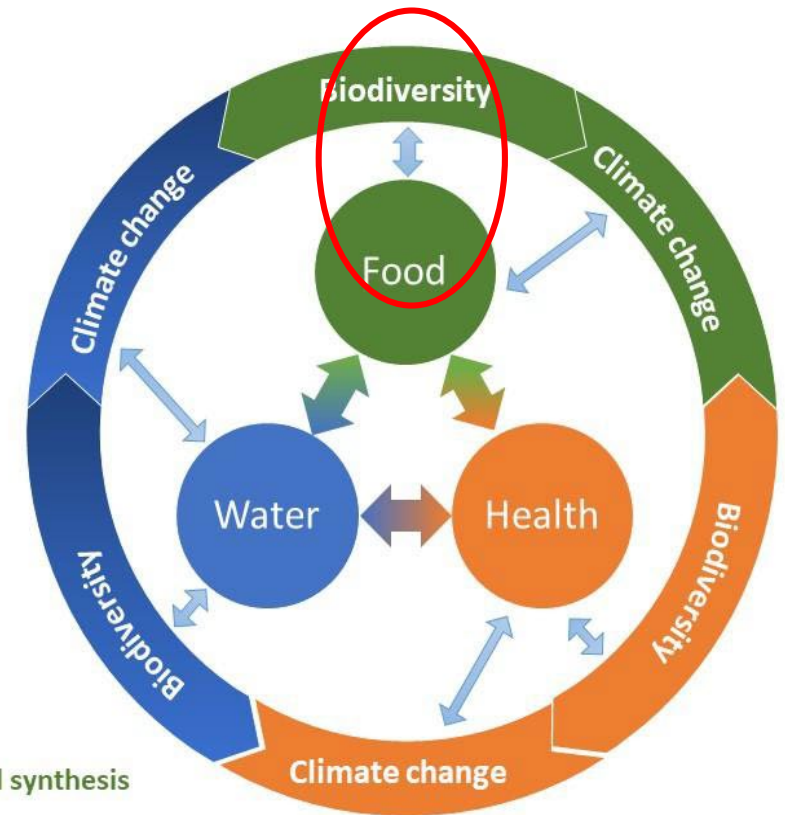 Biodiversity
Climate change
Climate change
Food
Water
Health
Biodiversity
Biodiversity
Climate change
synthesis